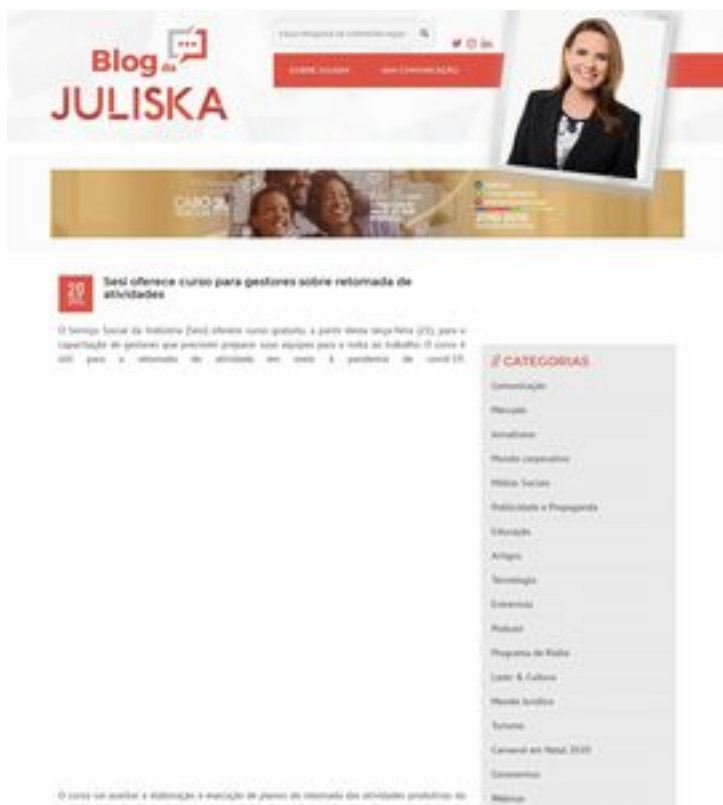 Blog da
JULISKA
SOBRE JULISKA
Sesi oferece curso para gestores sobre retomada de
atividades
20
O Serviço Social da Indústria (Sesi) oferece curso gratuito, a partir desta terça-feira para a
capacitação de gestores que precisam preparar suas equipes para a volta ao trabalho. O curso é
útil para a retomada de atividade em meio à pandemia de covid-19.
// CATEGORIAS
Comunicação
Mercado
Jornalismo
Mundo corporativo
Mídias Sociais
Publicidade e Propaganda
Educação
Artigos
Tecnologia
Entrevista
Podcast
Programa de Rádio
Lazer & Cultura
Mundo Jurídico
Turismo
Carnaval em Natal 2020
Coronavírus
Webinar
O curso vai auxiliar a elaboração e execução de planos de retomada das atividades produtivas do